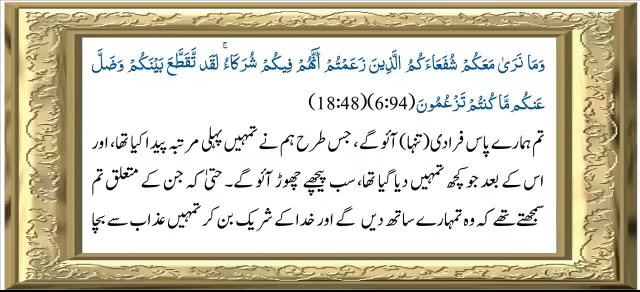 وَمَا نَرَىٰ مَعَكُمْ شُفَعَاءَكُمُ الَّذِينَ زَعَمْتُمْ أَنَّهُمْ فِيكُمْ شُرَكَاءُ ۚ لَقَد تَّقَطَّعَ بَيْنَكُمْ وَضَلَّ
عَنكُم مَّا كُنتُمْ تَزْعُمُونَ (6:94)(18:48)
تم ہمارے پاس فرادیٰ (تنہا) آئو گے، جس طرح ہم نے تمہیں پہلی مرتبہ پیدا کیا تھا، اور
اس کے بعد جو کچھ تمہیں دیا گیا تھا، سب پیچھے چھوڑ آئو گے۔ حتیٰ کہ جن کے متعلق تم
سمجھتے تھے کہ وہ تمہارے ساتھ دیں گے اور خدا کے شریک بن کر تمہیں عذاب سے بچا